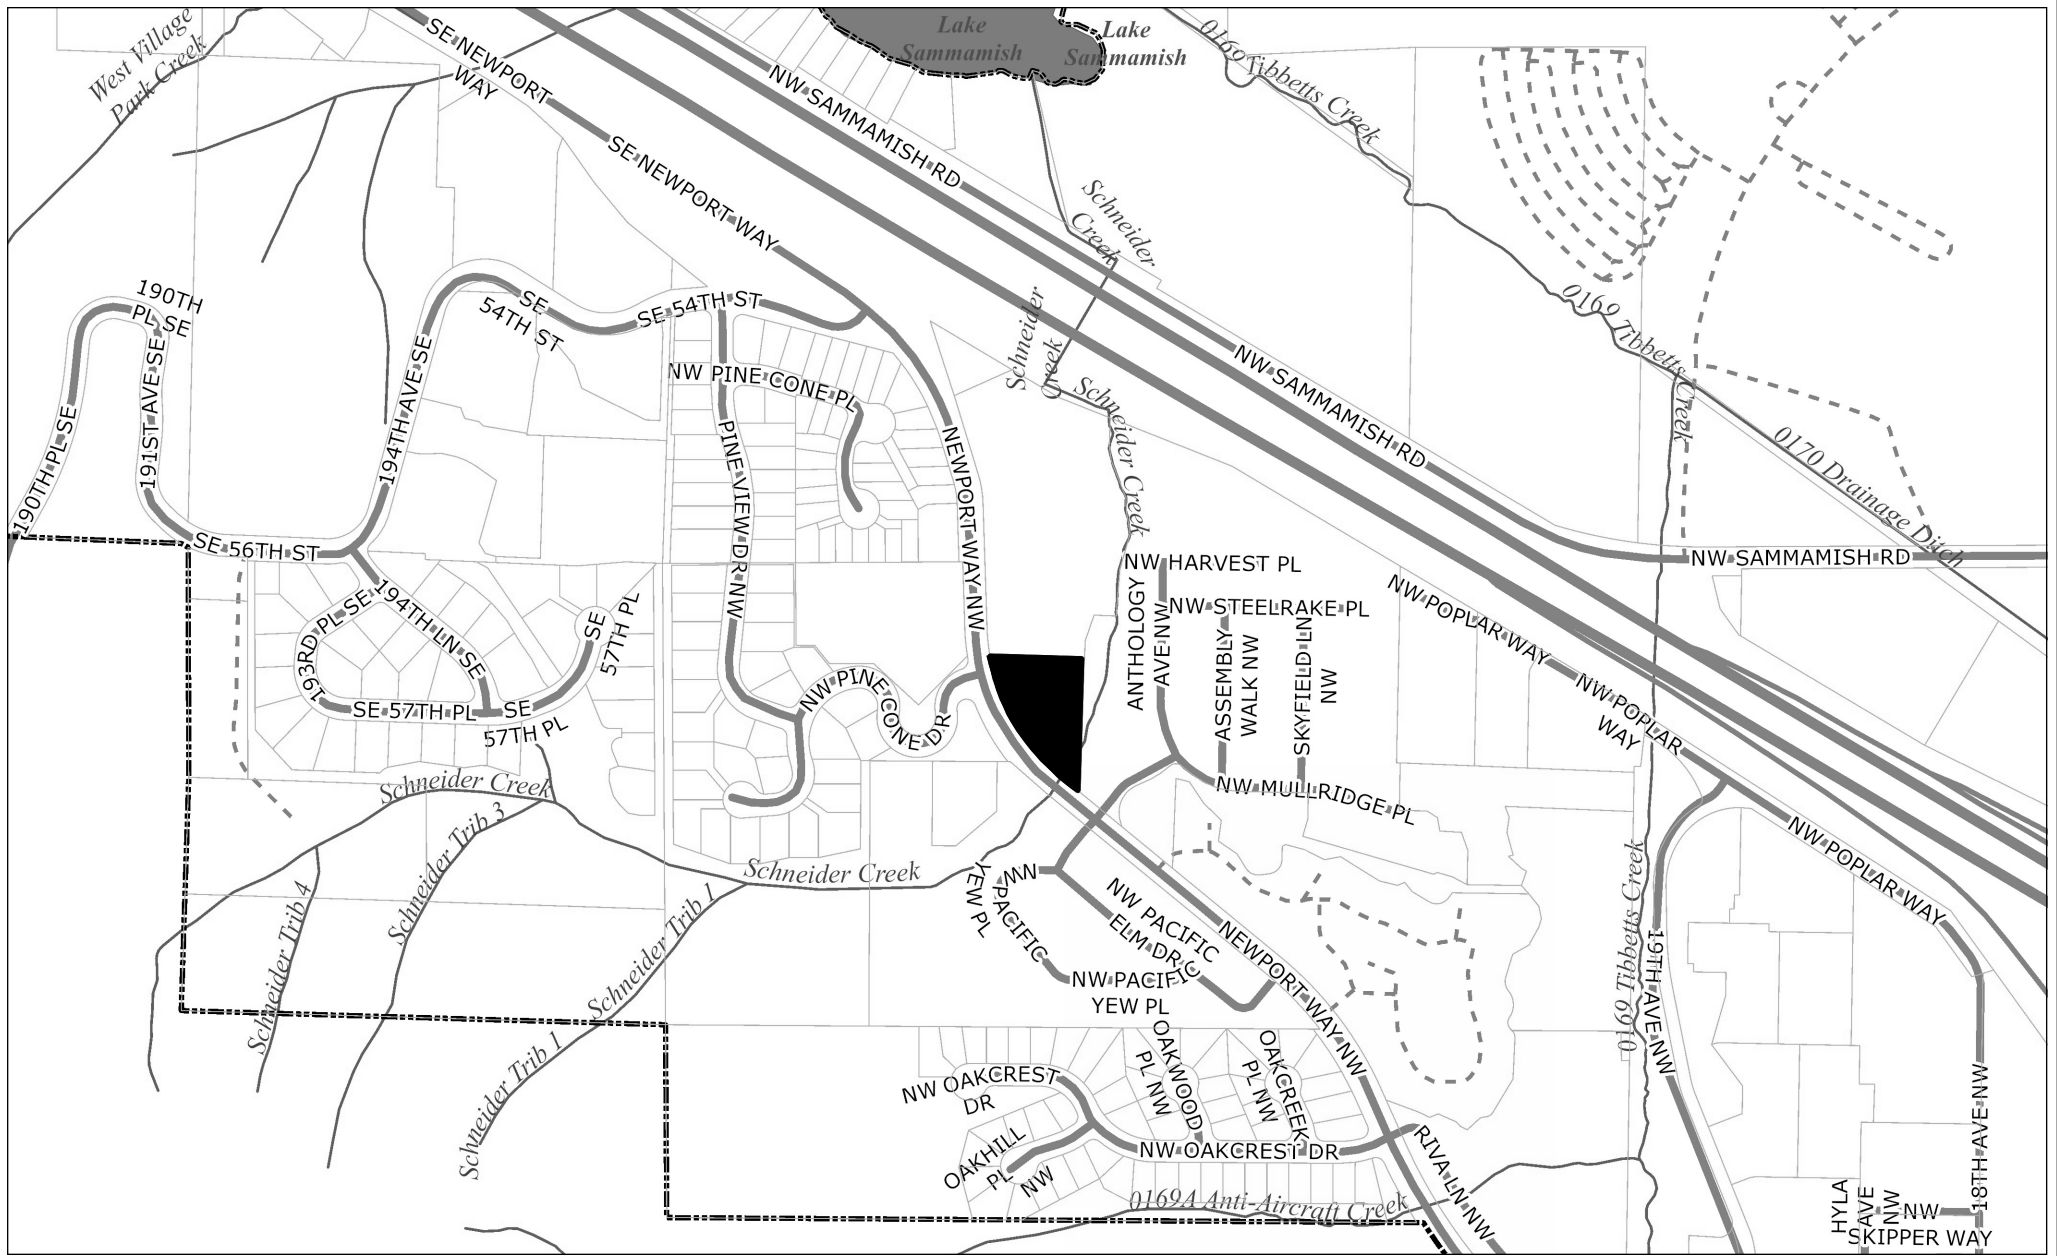 West Village
Park Creek
SE NEWPORT
WAY
Lake
Sammamish
Lake
Sammamish
0169 Tibbetts Creek
NW SAMMAMISH RD
SE NEWPORT WAY
Schneider
Creek
190TH
PL SE
SE
54TH ST
SE 54TH ST
Schneider
Creek
0169 Tibbetts
Creek
NW SAMMAMISH RD
NW PINE CONE PL
Schneider Creek
190TH PL SE
191ST AVE SE
194TH AVE SE
PINE VIEW DR NW
NEWPORT WAY NW
0170 Drainage Ditch
SE 56TH ST
NW SAMMAMISH RD
NW HARVEST PL
NW STEELRAKE PL
ANTHOLOGY
AVE NW
ASSEMBLY
WALK NW
SKYFIELD LN
NW
NW POPLAR WAY
NW POPLAR
WAY
193RD PL SE
194TH LN SE
SE
57TH PL
SE 57TH PL
SE
57TH PL
NW PINE
CONE DR
NW MULLRIDGE PL
Schneider Creek
Schneider Trib 3
Schneider Creek
NW POPLAR WAY
Schneider Trib 4
Schneider Trib 1
NW
PACIFIC
YEW PL
NW PACIFIC
ELM DR
NW PACIFIC
YEW PL
NEWPORT WAY NW
0169 Tibbetts Creek
19TH AVE NW
Schneider Trib 1
NW OAKCREST
DR
OAKWOOD
PL NW
OAKCREEK
PL NW
OAKHILL
PL
NW
NW OAKCREST DR
RIVA LN NW
18TH AVE NW
0169A Anti-Aircraft Creek
HYLA
AVE
NW
NW
SKIPPER WAY